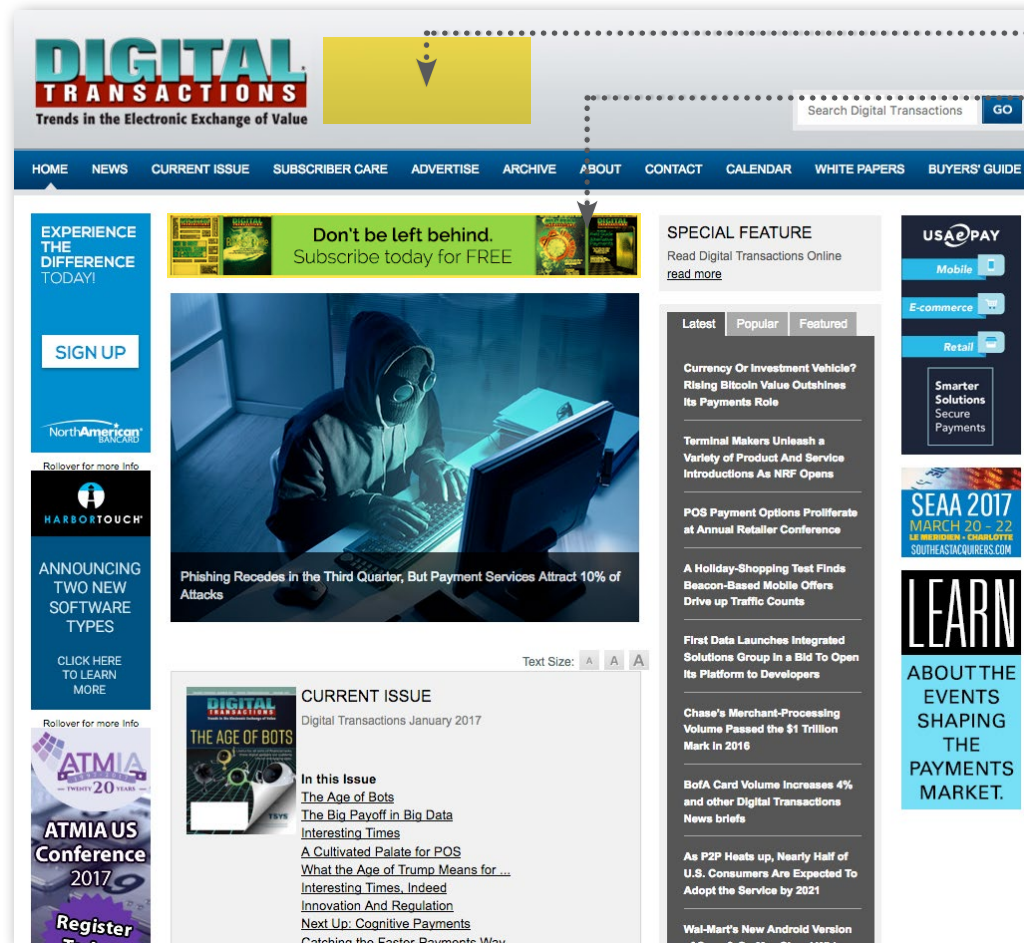 DIGITAL
TRANSACTIONS
Trends in the Electronic Exchange of Value
Search Digital Transactions GO
HOME NEWS CURRENT ISSUE SUBSCRIBER CARE ADVERTISE ARCHIVE ABOUT CONTACT CALENDAR WHITE PAPERS BUYERS' GUIDE
EXPERIENCE
THE
DIFFERENCE
TODAY!
SIGN UP
NorthAmerican
BANCARD
Rollover for more Info
HARBORTOUCH
ANNOUNCING
TWO NEW
SOFTWARE
TYPES
CLICK HERE
TO LEARN
MORE
Rollover for more Info
ATMIA
1997-2017
TWENTY 20 YEARS
ATMIA US
Conference
2017
Register
Don't be left behind.
Subscribe today for FREE
Phishing Recedes in the Third Quarter, But Payment Services Attract 10% of
Attacks
Text Size: A A A
DIGITAL
TRANSACTIONS
THE AGE OF BOTS
TSYS
CURRENT ISSUE
Digital Transactions January 2017
In this Issue
The Age of Bots
The Big Payoff in Big Data
Interesting Times
A Cultivated Palate for POS
What the Age of Trump Means for ...
Interesting Times, Indeed
Innovation And Regulation
Next Up: Cognitive Payments
Catching the Faster Payments Way
SPECIAL FEATURE
Read Digital Transactions Online
read more
Latest Popular Featured
Currency Or Investment Vehicle?
Rising Bitcoin Value Outshines
Its Payments Role
Terminal Makers Unleash a
Variety of Product And Service
Introductions As NRF Opens
POS Payment Options Proliferate
at Annual Retailer Conference
A Holiday-Shopping Test Finds
Beacon-Based Mobile Offers
Drive up Traffic Counts
First Data Launches Integrated
Solutions Group in a Bid To Open
Its Platform to Developers
Chase's Merchant-Processing
Volume Passed the $1 Trillion
Mark in 2016
BofA Card Volume Increases 4%
and other Digital Transactions
News briefs
As P2P Heats up, Nearly Half of
U.S. Consumers Are Expected To
Adopt the Service by 2021
Wal-Mart's New Android Version
USA ePAY
Mobile
E-commerce
Retail
Smarter
Solutions
Secure
Payments
SEAA 2017
MARCH 20 - 22
LE MERIDIEN • CHARLOTTE
SOUTHEASTACQUIRERS.COM
LEARN
ABOUT THE
EVENTS
SHAPING
THE
PAYMENTS
MARKET.